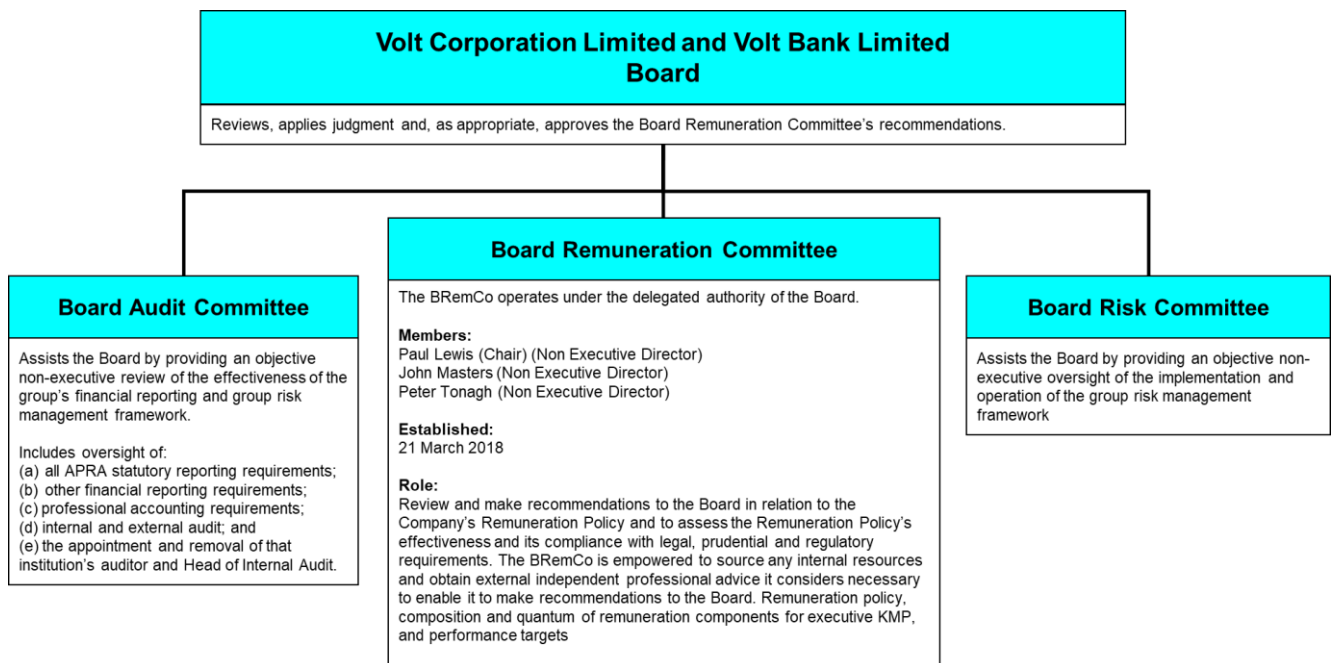 Volt Corporation Limited and Volt Bank Limited
Board
Reviews, applies judgment and, as appropriate, approves the Board Remuneration Committee's recommendations.
Board Audit Committee
Assists the Board by providing an objective
non-executive review of the effectiveness of the
group's financial reporting and group risk
management framework.
Includes oversight of:
(a) all APRA statutory reporting requirements;
(b) other financial reporting requirements;
(c) professional accounting requirements;
(d) internal and external audit; and
(e) the appointment and removal of that
institution's auditor and Head of Internal Audit.
Board Remuneration Committee
The BRemCo operates under the delegated authority of the Board.
Members:
Paul Lewis (Chair) (Non Executive Director)
John Masters (Non Executive Director)
Peter Tonagh (Non Executive Director)
Established:
21 March 2018
Role:
Review and make recommendations to the Board in relation to the
Company's Remuneration Policy and to assess the Remuneration Policy's
effectiveness and its compliance with legal, prudential and regulatory
requirements. The BRemCo is empowered to source any internal resources
and obtain external independent professional advice it considers necessary
to enable it to make recommendations to the Board. Remuneration policy,
composition and quantum of remuneration components for executive KMP,
and performance targets
Board Risk Committee
Assists the Board by providing an objective non-
executive oversight of the implementation and
operation of the group risk management
framework